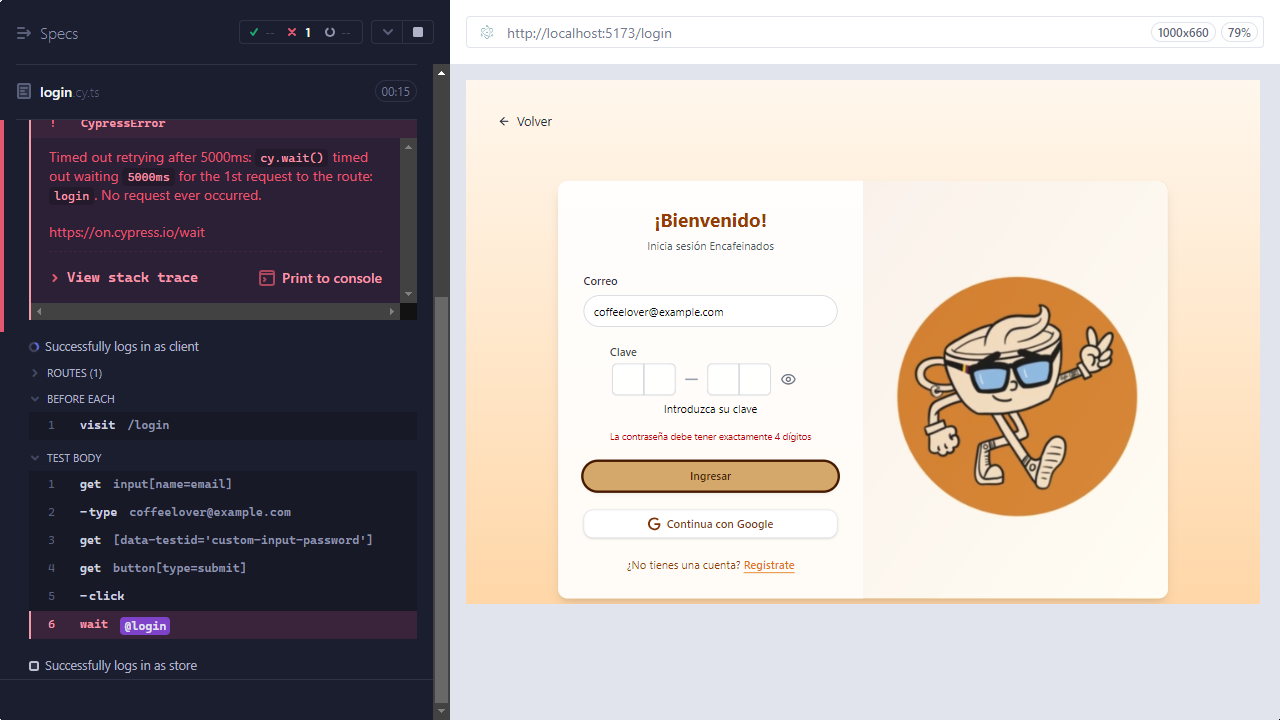 Specs
--
1
--
login.cy.ts
00:15
! CypressError
Timed out retrying after 5000ms: cy.wait() timed
out waiting 5000ms for the 1st request to the route:
login. No request ever occurred.
https://on.cypress.io/wait
> View stack trace
Print to console
Successfully logs in as client
ROUTES (1)
BEFORE EACH
1 visit /login
TEST BODY
1 get input[name=email]
2 -type coffeelover@example.com
3 get [data-testid='custom-input-password']
4 get button[type=submit]
5 -click
6 wait @login
Successfully logs in as store
http://localhost:5173/login
1000x660
79%
← Volver
¡Bienvenido!
Inicia sesión Encafeinados
Correo
coffeelover@example.com
Clave
Introduzca su clave
La contraseña debe tener exactamente 4 dígitos
Ingresar
Continua con Google
¿No tienes una cuenta? Registrate